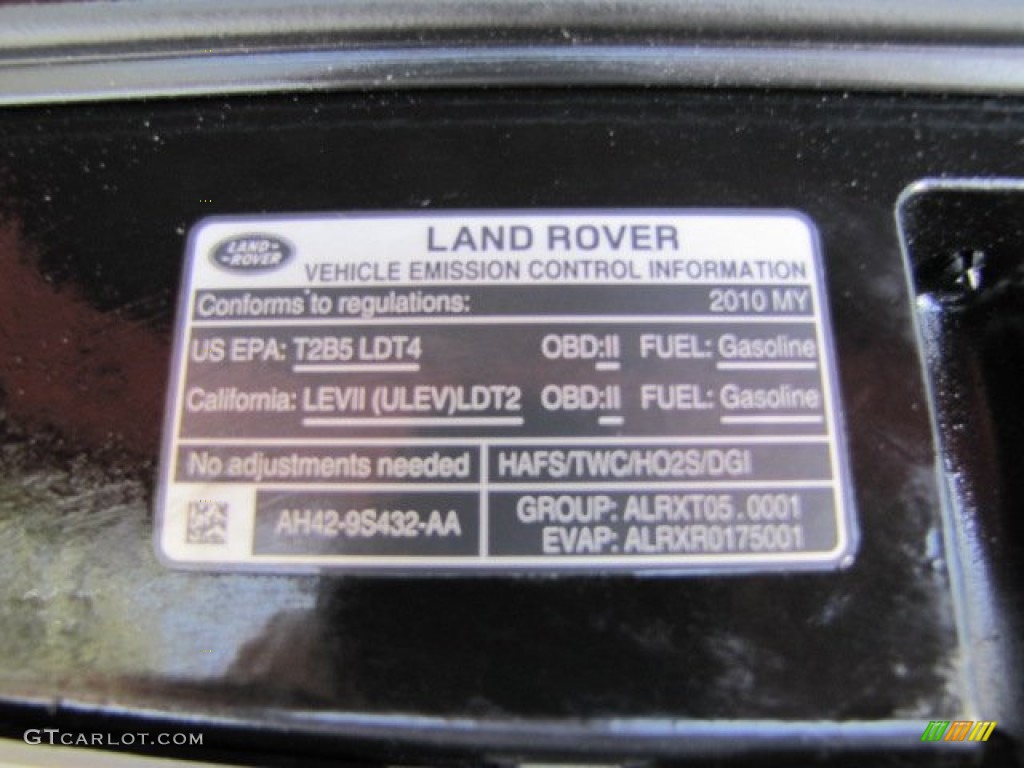 LAND ROVER
LAND-
-ROVER
VEHICLE EMISSION CONTROL INFORMATION
Conforms to regulations: 2010 MY
US EPA: T2B5 LDT4 OBD:II FUEL: Gasoline
California: LEVII (ULEV)LDT2 OBD:II FUEL: Gasoline
No adjustments needed HAFS/TWC/HO2S/DGI
AH42-9S432-AA GROUP: ALRXT05.0001
EVAP: ALRXR0175001
GTCARLOT.COM